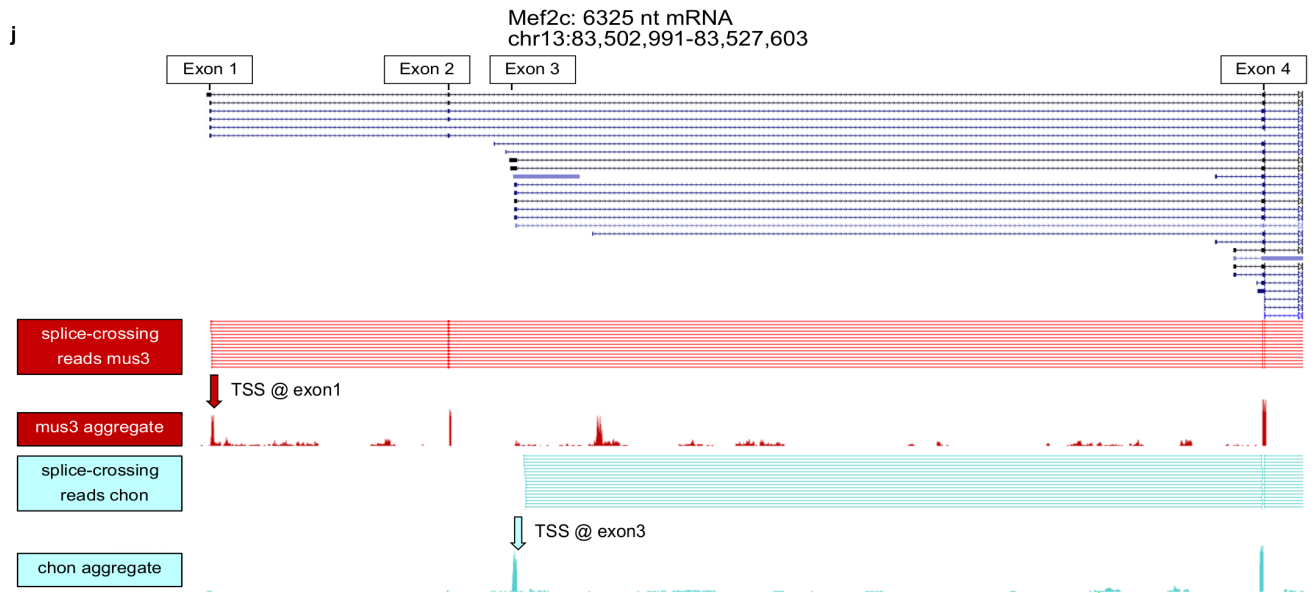 j
Mef2c: 6325 nt mRNA
chr13:83,502,991-83,527,603
Exon 1
Exon 2
Exon 3
Exon 4
splice-crossing
reads mus3
TSS @ exon1
mus3 aggregate
splice-crossing
reads chon
TSS @ exon3
chon aggregate